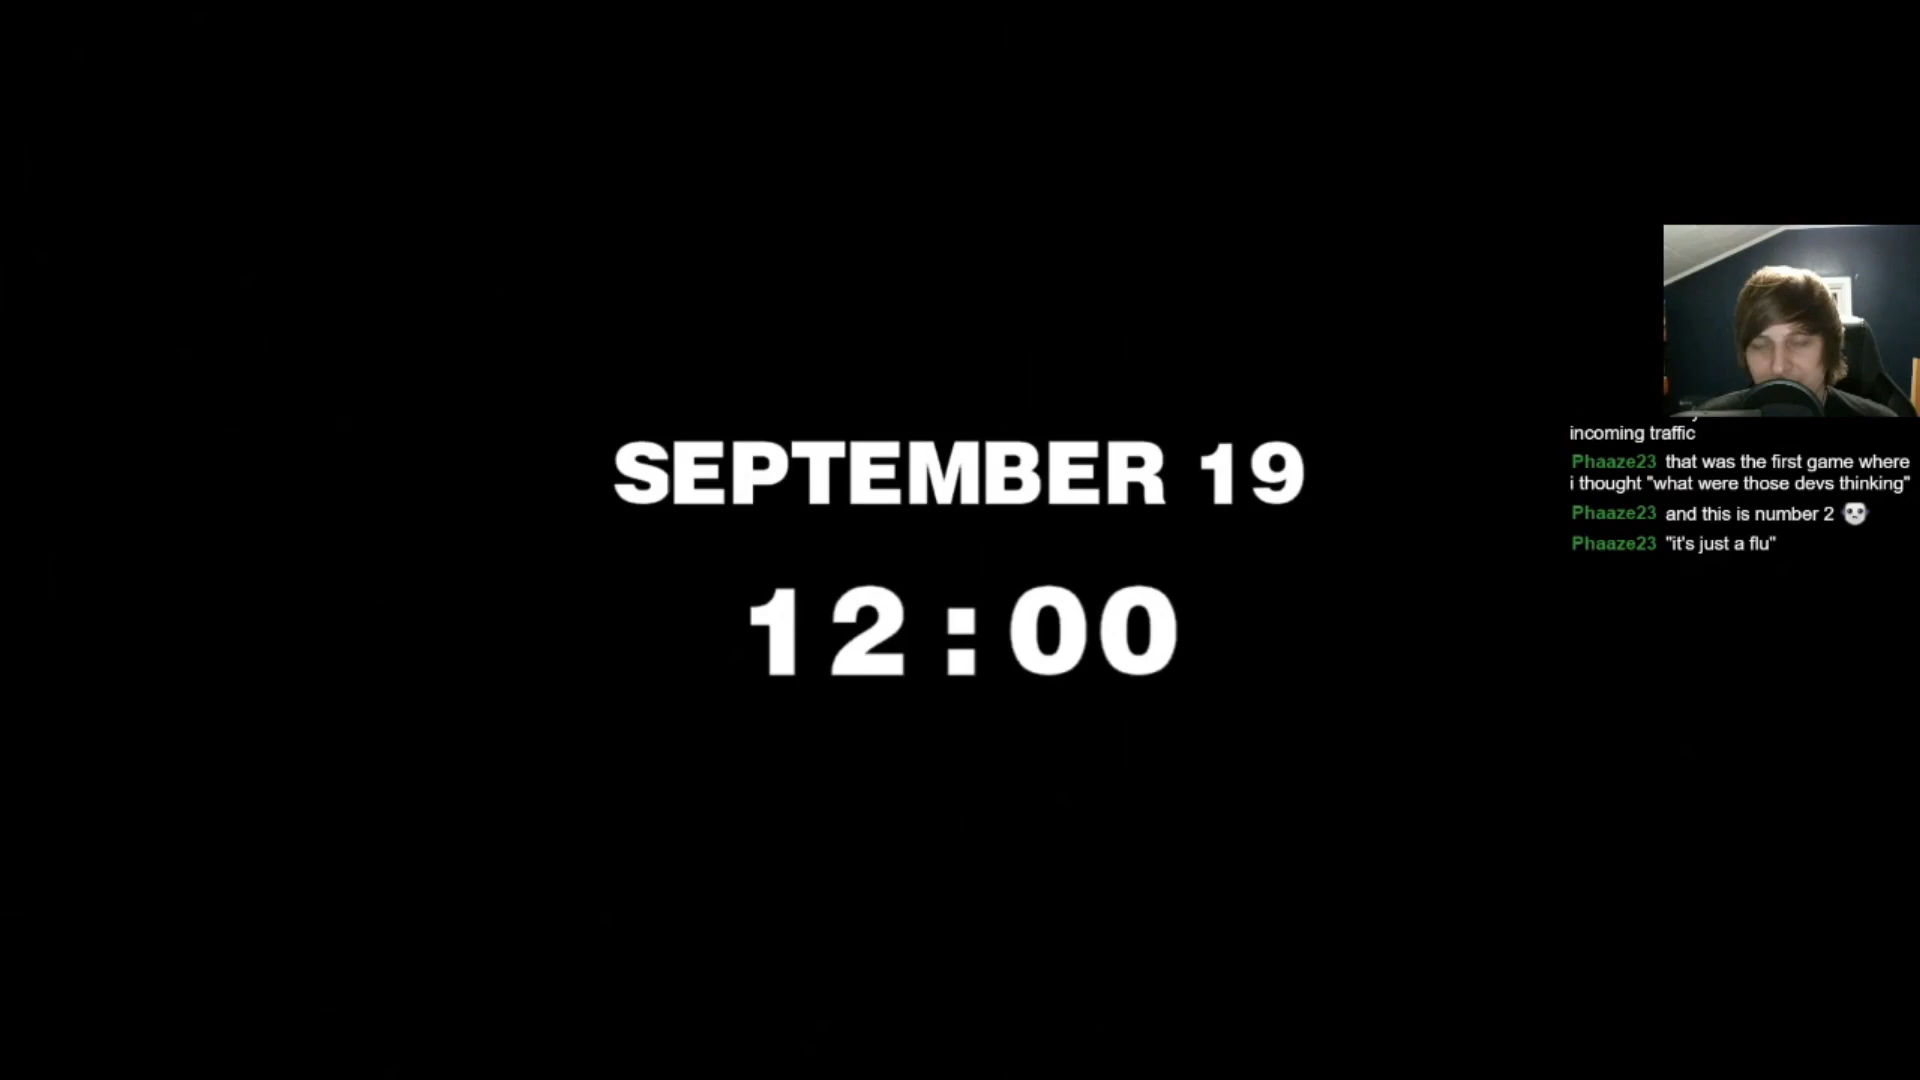 SEPTEMBER 19
12:00
incoming traffic
Phaaze23 that was the first game where
i thought "what were those devs thinking"
Phaaze23 and this is number 2
Phaaze23 "it's just a flu"